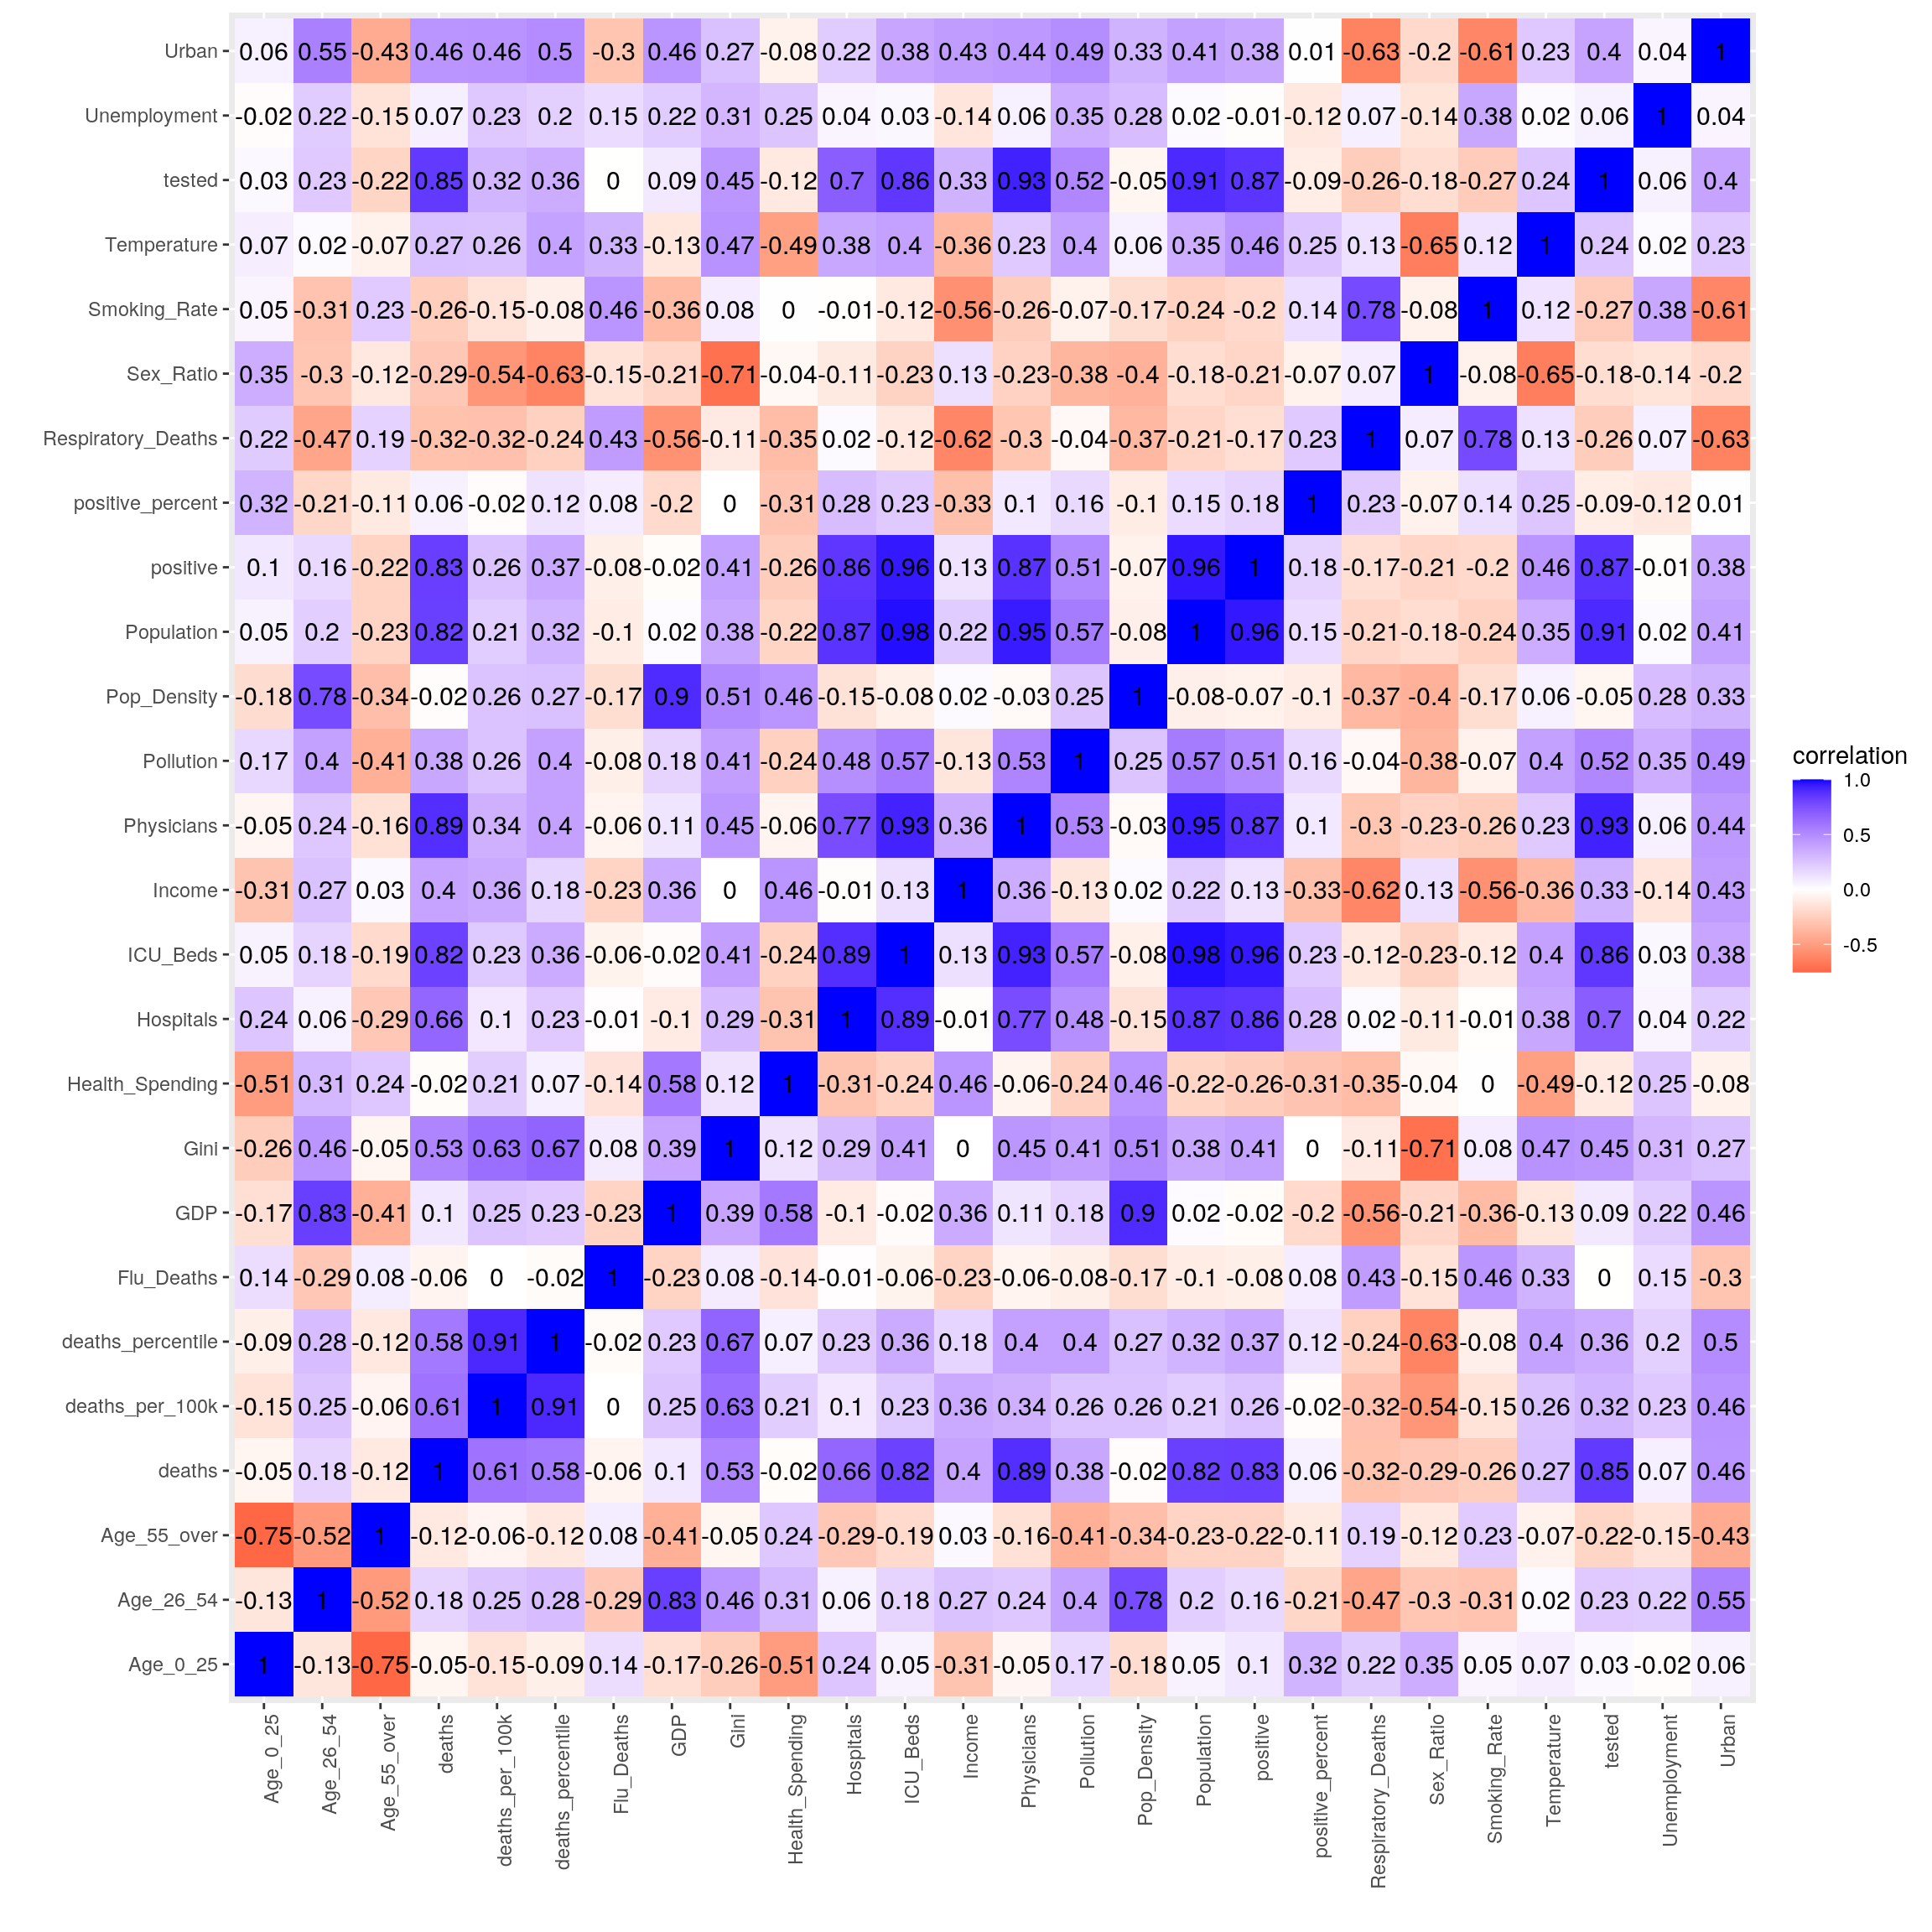 Urban 0.06 0.55 -0.43 0.46 0.46 0.5 -0.3 0.46 0.27 -0.08 0.22 0.38 0.43 0.44 0.49 0.33 0.41 0.38 0.01 -0.63 -0.2 -0.61 0.23 0.4 0.04 1
Unemployment -0.02 0.22 -0.15 0.07 0.23 0.2 0.15 0.22 0.31 0.25 0.04 0.03 -0.14 0.06 0.35 0.28 0.02 -0.01 -0.12 0.07 -0.14 0.38 0.02 0.06 1 0.04
tested 0.03 0.23 -0.22 0.85 0.32 0.36 0 0.09 0.45 -0.12 0.7 0.86 0.33 0.93 0.52 -0.05 0.91 0.87 -0.09 -0.26 -0.18 -0.27 0.24 1 0.06 0.4
Temperature 0.07 0.02 -0.07 0.27 0.26 0.4 0.33 -0.13 0.47 -0.49 0.38 0.4 -0.36 0.23 0.4 0.06 0.35 0.46 0.25 0.13 -0.65 0.12 1 0.24 0.02 0.23
Smoking_Rate 0.05 -0.31 0.23 -0.26 -0.15 -0.08 0.46 -0.36 0.08 0 -0.01 -0.12 -0.56 -0.26 -0.07 -0.17 -0.24 -0.2 0.14 0.78 -0.08 1 0.12 -0.27 0.38 -0.61
Sex_Ratio 0.35 -0.3 -0.12 -0.29 -0.54 -0.63 -0.15 -0.21 -0.71 -0.04 -0.11 -0.23 0.13 -0.23 -0.38 -0.4 -0.18 -0.21 -0.07 0.07 1 -0.08 -0.65 -0.18 -0.14 -0.2
Respiratory_Deaths 0.22 -0.47 0.19 -0.32 -0.32 -0.24 0.43 -0.56 -0.11 -0.35 0.02 -0.12 -0.62 -0.3 -0.04 -0.37 -0.21 -0.17 0.23 1 0.07 0.78 0.13 -0.26 0.07 -0.63
positive_percent 0.32 -0.21 -0.11 0.06 -0.02 0.12 0.08 -0.2 0 -0.31 0.28 0.23 -0.33 0.1 0.16 -0.1 0.15 0.18 1 0.23 -0.07 0.14 0.25 -0.09 -0.12 0.01
positive 0.1 0.16 -0.22 0.83 0.26 0.37 -0.08 -0.02 0.41 -0.26 0.86 0.96 0.13 0.87 0.51 -0.07 0.96 1 0.18 -0.17 -0.21 -0.2 0.46 0.87 -0.01 0.38
Population 0.05 0.2 -0.23 0.82 0.21 0.32 -0.1 0.02 0.38 -0.22 0.87 0.98 0.22 0.95 0.57 -0.08 1 0.96 0.15 -0.21 -0.18 -0.24 0.35 0.91 0.02 0.41
Pop_Density -0.18 0.78 -0.34 -0.02 0.26 0.27 -0.17 0.9 0.51 0.46 -0.15 -0.08 0.02 -0.03 0.25 1 -0.08 -0.07 -0.1 -0.37 -0.4 -0.17 0.06 -0.05 0.28 0.33
Pollution 0.17 0.4 -0.41 0.38 0.26 0.4 -0.08 0.18 0.41 -0.24 0.48 0.57 -0.13 0.53 1 0.25 0.57 0.51 0.16 -0.04 -0.38 -0.07 0.4 0.52 0.35 0.49
Physicians -0.05 0.24 -0.16 0.89 0.34 0.4 -0.06 0.11 0.45 -0.06 0.77 0.93 0.36 1 0.53 -0.03 0.95 0.87 0.1 -0.3 -0.23 -0.26 0.23 0.93 0.06 0.44
Income -0.31 0.27 0.03 0.4 0.36 0.18 -0.23 0.36 0 0.46 -0.01 0.13 1 0.36 -0.13 0.02 0.22 0.13 -0.33 -0.62 0.13 -0.56 -0.36 0.33 -0.14 0.43
ICU_Beds 0.05 0.18 -0.19 0.82 0.23 0.36 -0.06 -0.02 0.41 -0.24 0.89 1 0.13 0.93 0.57 -0.08 0.98 0.96 0.23 -0.12 -0.23 -0.12 0.4 0.86 0.03 0.38
Hospitals 0.24 0.06 -0.29 0.66 0.1 0.23 -0.01 -0.1 0.29 -0.31 1 0.89 -0.01 0.77 0.48 -0.15 0.87 0.86 0.28 0.02 -0.11 -0.01 0.38 0.7 0.04 0.22
Health_Spending -0.51 0.31 0.24 -0.02 0.21 0.07 -0.14 0.58 0.12 1 -0.31 -0.24 0.46 -0.06 -0.24 0.46 -0.22 -0.26 -0.31 -0.35 -0.04 0 -0.49 -0.12 0.25 -0.08
Gini -0.26 0.46 -0.05 0.53 0.63 0.67 0.08 0.39 1 0.12 0.29 0.41 0 0.45 0.41 0.51 0.38 0.41 0 -0.11 -0.71 0.08 0.47 0.45 0.31 0.27
GDP -0.17 0.83 -0.41 0.1 0.25 0.23 -0.23 1 0.39 0.58 -0.1 -0.02 0.36 0.11 0.18 0.9 0.02 -0.02 -0.2 -0.56 -0.21 -0.36 -0.13 0.09 0.22 0.46
Flu_Deaths 0.14 -0.29 0.08 -0.06 0 -0.02 1 -0.23 0.08 -0.14 -0.01 -0.06 -0.23 -0.06 -0.08 -0.17 -0.1 -0.08 0.08 0.43 -0.15 0.46 0.33 0 0.15 -0.3
deaths_percentile -0.09 0.28 -0.12 0.58 0.91 1 -0.02 0.23 0.67 0.07 0.23 0.36 0.18 0.4 0.4 0.27 0.32 0.37 0.12 -0.24 -0.63 -0.08 0.4 0.36 0.2 0.5
deaths_per_100k -0.15 0.25 -0.06 0.61 1 0.91 0 0.25 0.63 0.21 0.1 0.23 0.36 0.34 0.26 0.26 0.21 0.26 -0.02 -0.32 -0.54 -0.15 0.26 0.32 0.23 0.46
deaths -0.05 0.18 -0.12 1 0.61 0.58 -0.06 0.1 0.53 -0.02 0.66 0.82 0.4 0.89 0.38 -0.02 0.82 0.83 0.06 -0.32 -0.29 -0.26 0.27 0.85 0.07 0.46
Age_55_over -0.75 -0.52 1 -0.12 -0.06 -0.12 0.08 -0.41 -0.05 0.24 -0.29 -0.19 0.03 -0.16 -0.41 -0.34 -0.23 -0.22 -0.11 0.19 -0.12 0.23 -0.07 -0.22 -0.15 -0.43
Age_26_54 -0.13 1 -0.52 0.18 0.25 0.28 -0.29 0.83 0.46 0.31 0.06 0.18 0.27 0.24 0.4 0.78 0.2 0.16 -0.21 -0.47 -0.3 -0.31 0.02 0.23 0.22 0.55
Age_0_25 1 -0.13 -0.75 -0.05 -0.15 -0.09 0.14 -0.17 -0.26 -0.51 0.24 0.05 -0.31 -0.05 0.17 -0.18 0.05 0.1 0.32 0.22 0.35 0.05 0.07 0.03 -0.02 0.06
Age_0_25
Age_26_54
Age_55_over
deaths
deaths_per_100k
deaths_percentile
Flu_Deaths
GDP
Gini
Health_Spending
Hospitals
ICU_Beds
Income
Physicians
Pollution
Pop_Density
Population
positive
positive_percent
Respiratory_Deaths
Sex_Ratio
Smoking_Rate
Temperature
tested
Unemployment
Urban
correlation
1.0
0.5
0.0
-0.5